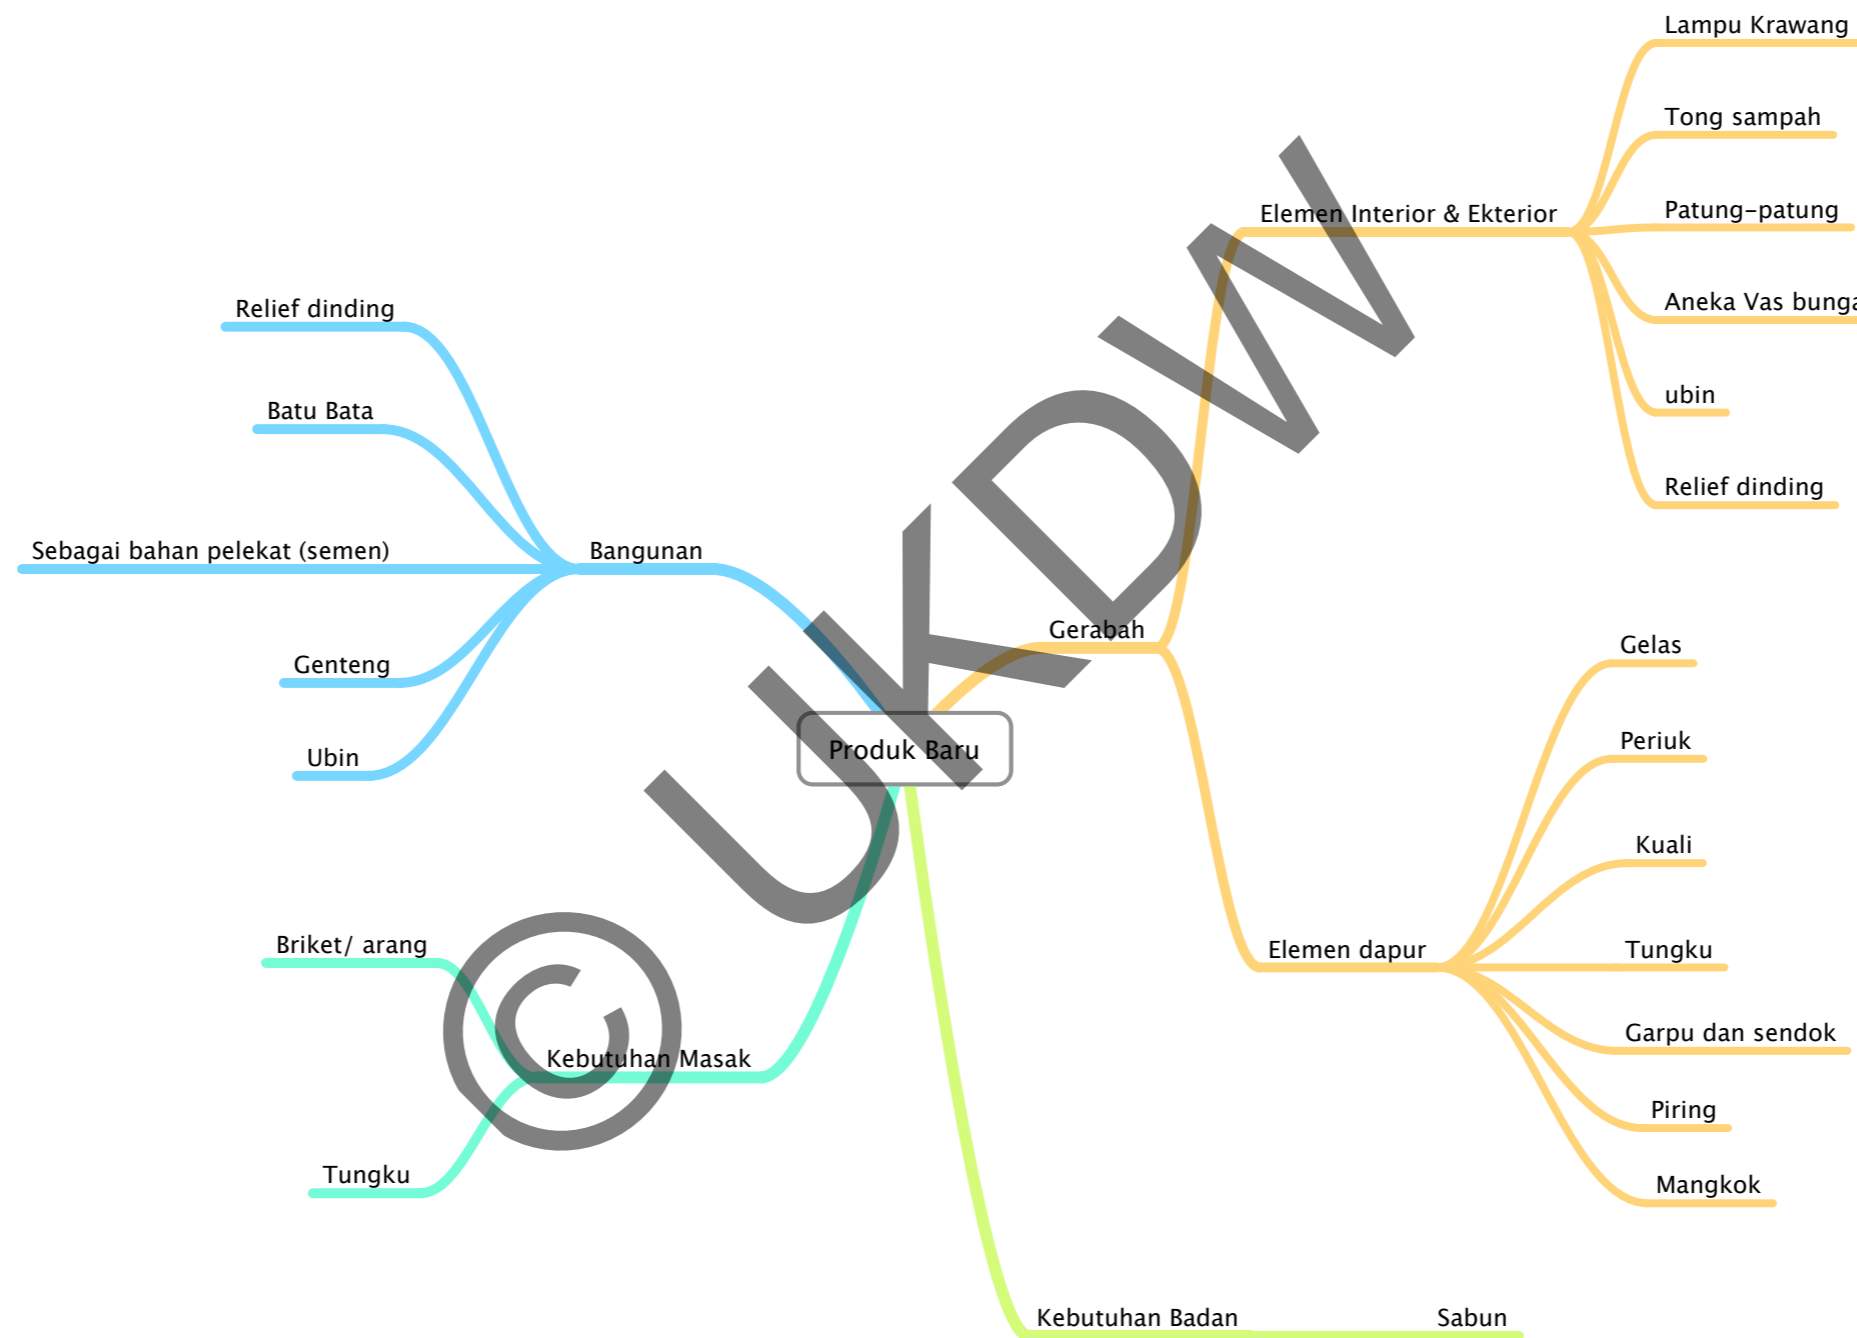 Lampu Krawang
Tong sampah
Elemen Interior & Ekterior
Patung-patung
Aneka Vas bunga
ubin
Relief dinding
Relief dinding
Batu Bata
Sebagai bahan pelekat (semen)
Bangunan
Genteng
Ubin
Gerabah
Produk Baru
Gelas
Periuk
Kuali
Elemen dapur
Tungku
Garpu dan sendok
Piring
Mangkok
Briket/ arang
Kebutuhan Masak
Tungku
Kebutuhan Badan
Sabun
© UKDW